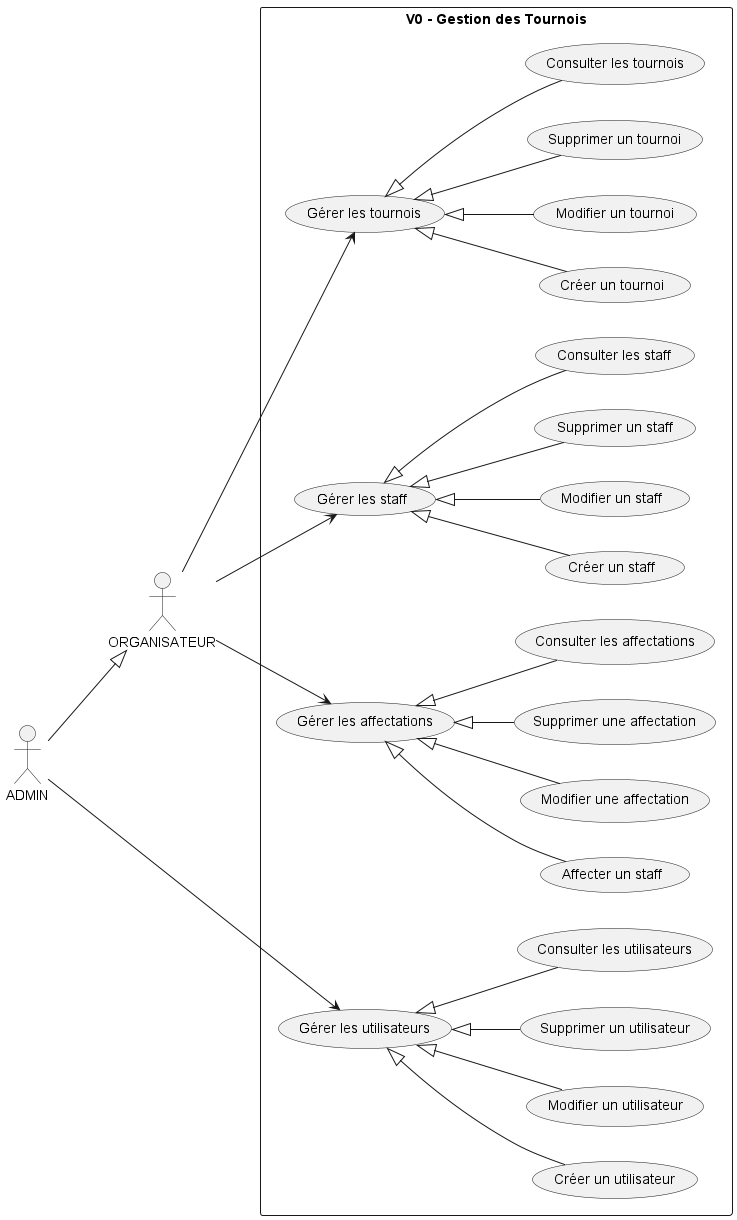 V0 - Gestion des Tournois
Consulter les tournois
Supprimer un tournoi
Gérer les tournois
Modifier un tournoi
Créer un tournoi
Consulter les staff
Supprimer un staff
Gérer les staff
Modifier un staff
Créer un staff
ORGANISATEUR
Consulter les affectations
Gérer les affectations
Supprimer une affectation
ADMIN
Modifier une affectation
Affecter un staff
Consulter les utilisateurs
Gérer les utilisateurs
Supprimer un utilisateur
Modifier un utilisateur
Créer un utilisateur